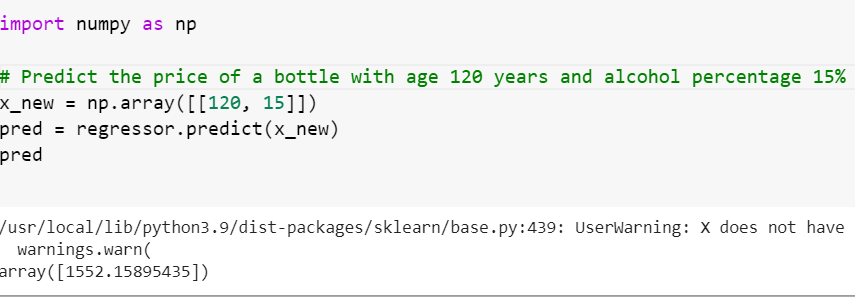 import numpy as np
# Predict the price of a bottle with age 120 years and alcohol percentage 15%
x_new = np.array([[120, 15]])
pred = regressor.predict(x_new)
pred
/usr/local/lib/python3.9/dist-packages/sklearn/base.py:439: UserWarning: X does not have
warnings.warn(
array([1552.15895435])